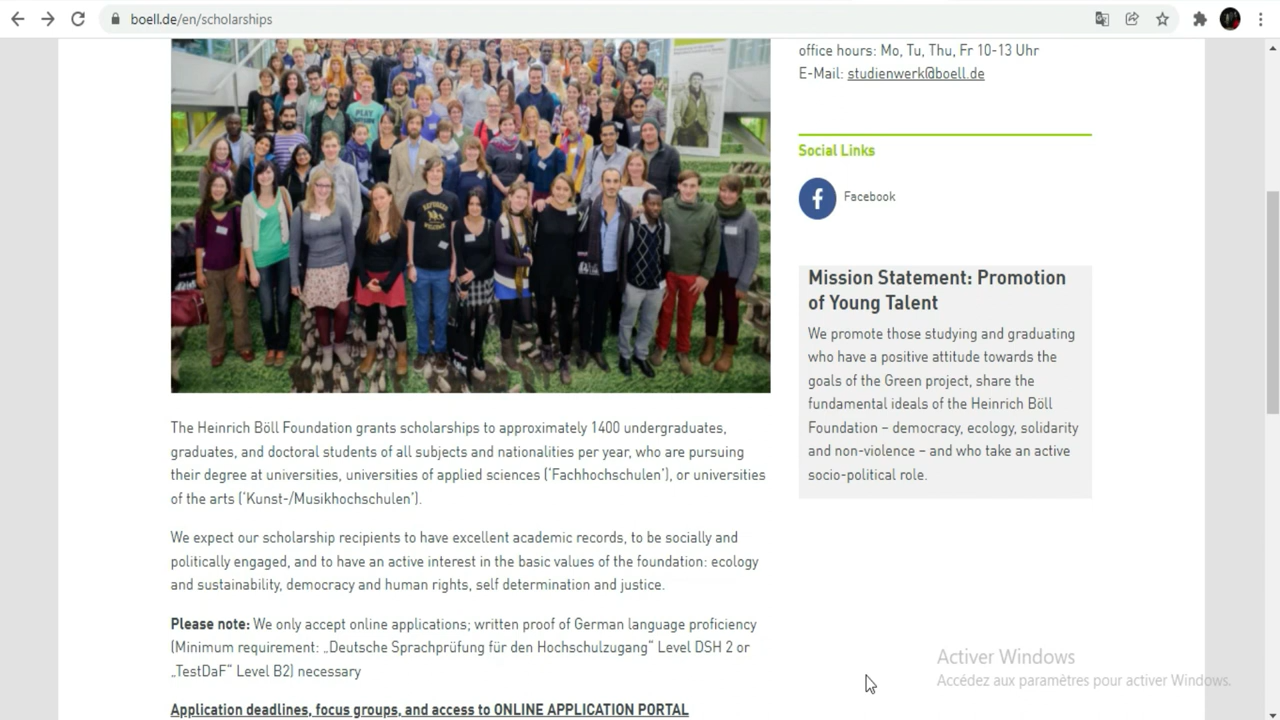 boell.de/en/scholarships
office hours: Mo, Tu, Thu, Fr 10-13 Uhr
E-Mail: studienwerk@boell.de
Social Links
Facebook
Mission Statement: Promotion
of Young Talent
We promote those studying and graduating
who have a positive attitude towards the
goals of the Green project, share the
fundamental ideals of the Heinrich Böll
Foundation – democracy, ecology, solidarity
and non-violence – and who take an active
socio-political role.
The Heinrich Böll Foundation grants scholarships to approximately 1400 undergraduates,
graduates, and doctoral students of all subjects and nationalities per year, who are pursuing
their degree at universities, universities of applied sciences (‘Fachhochschulen’), or universities
of the arts (‘Kunst-/Musikhochschulen’).
We expect our scholarship recipients to have excellent academic records, to be socially and
politically engaged, and to have an active interest in the basic values of the foundation: ecology
and sustainability, democracy and human rights, self determination and justice.
Please note: We only accept online applications; written proof of German language proficiency
(Minimum requirement: „Deutsche Sprachprüfung für den Hochschulzugang“ Level DSH 2 or
„TestDaF“ Level B2) necessary
Application deadlines, focus groups, and access to ONLINE APPLICATION PORTAL
Activer Windows
Accédez aux paramètres pour activer Windows.